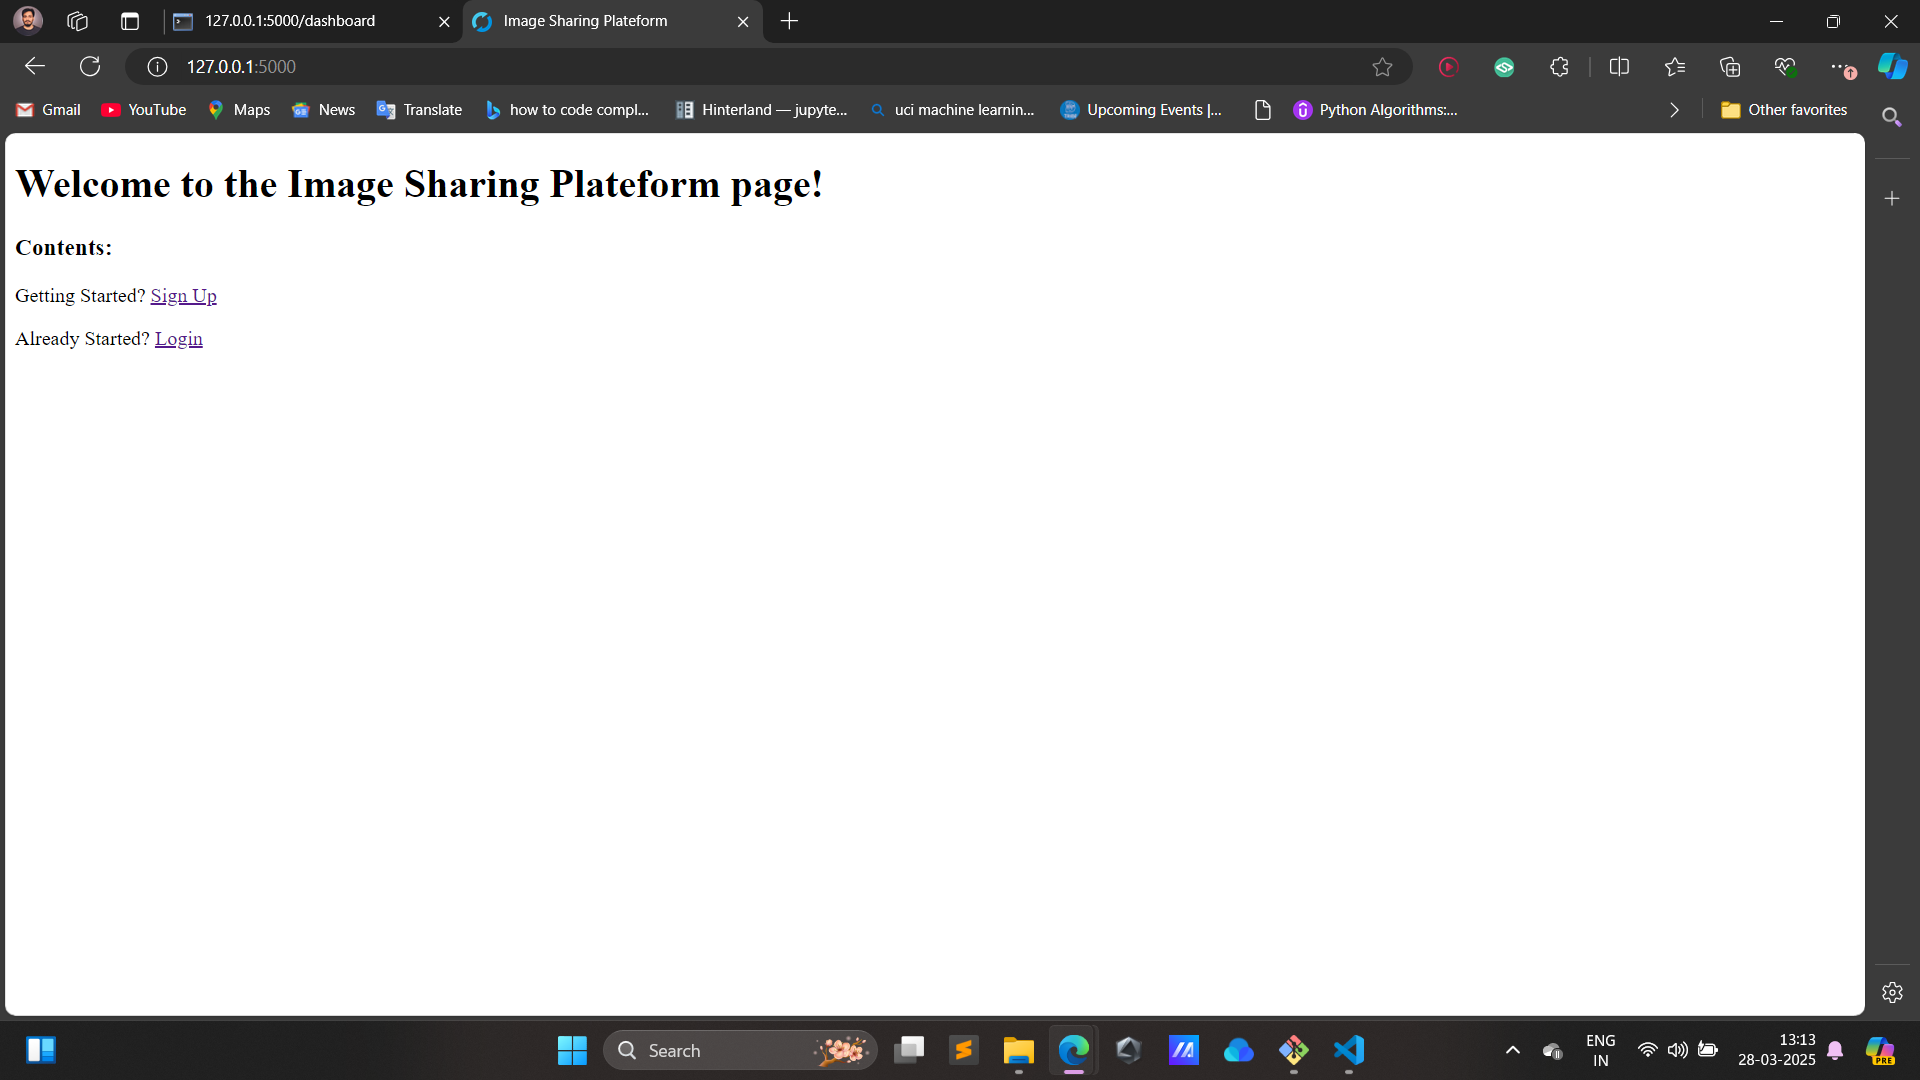 127.0.0.1:5000/dashboard
Image Sharing Plateform
127.0.0.1:5000
Gmail
YouTube
Maps
News
Translate
how to code compl...
Hinterland — jupyte...
uci machine learnin...
Upcoming Events |...
Python Algorithms:...
Other favorites
Welcome to the Image Sharing Plateform page!
Contents:
Getting Started? Sign Up
Already Started? Login
Search
ENG
IN
13:13
28-03-2025
PRE